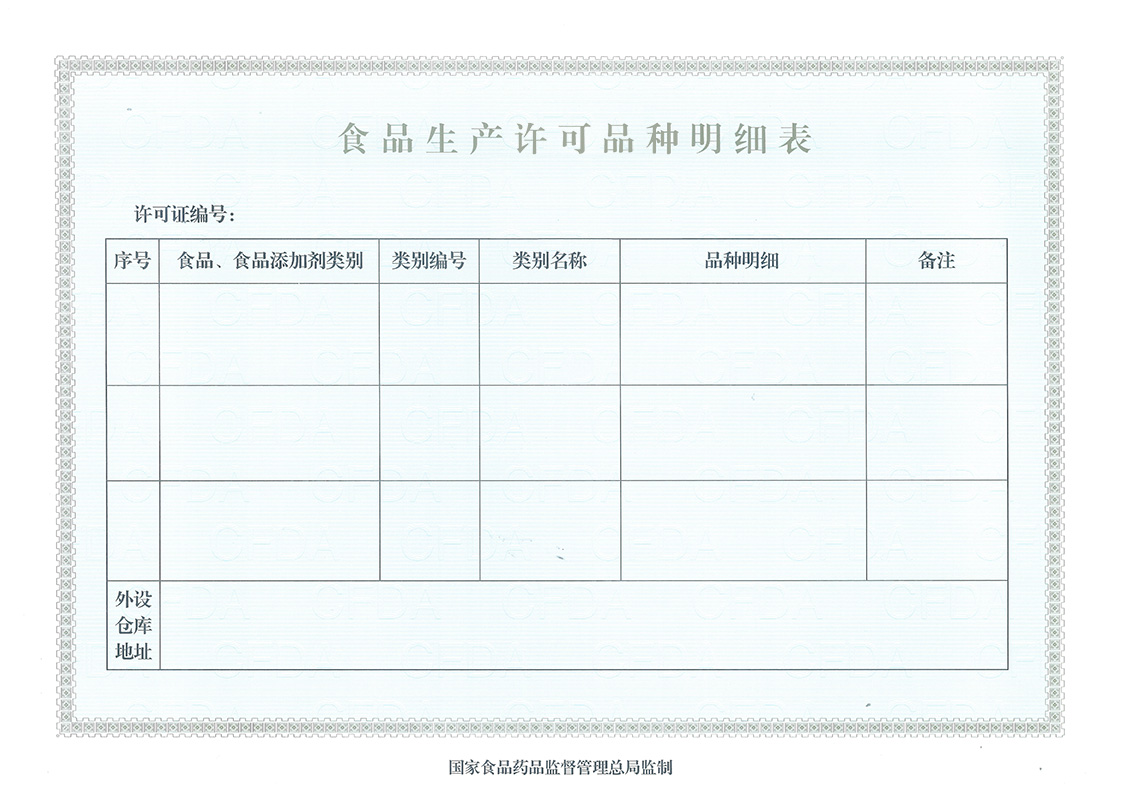 食品生产许可品种明细表
许可证编号:
序号 食品、食品添加剂类别 类别编号 类别名称 品种明细 备注
外设
仓库
地址
国家食品药品监督管理总局监制